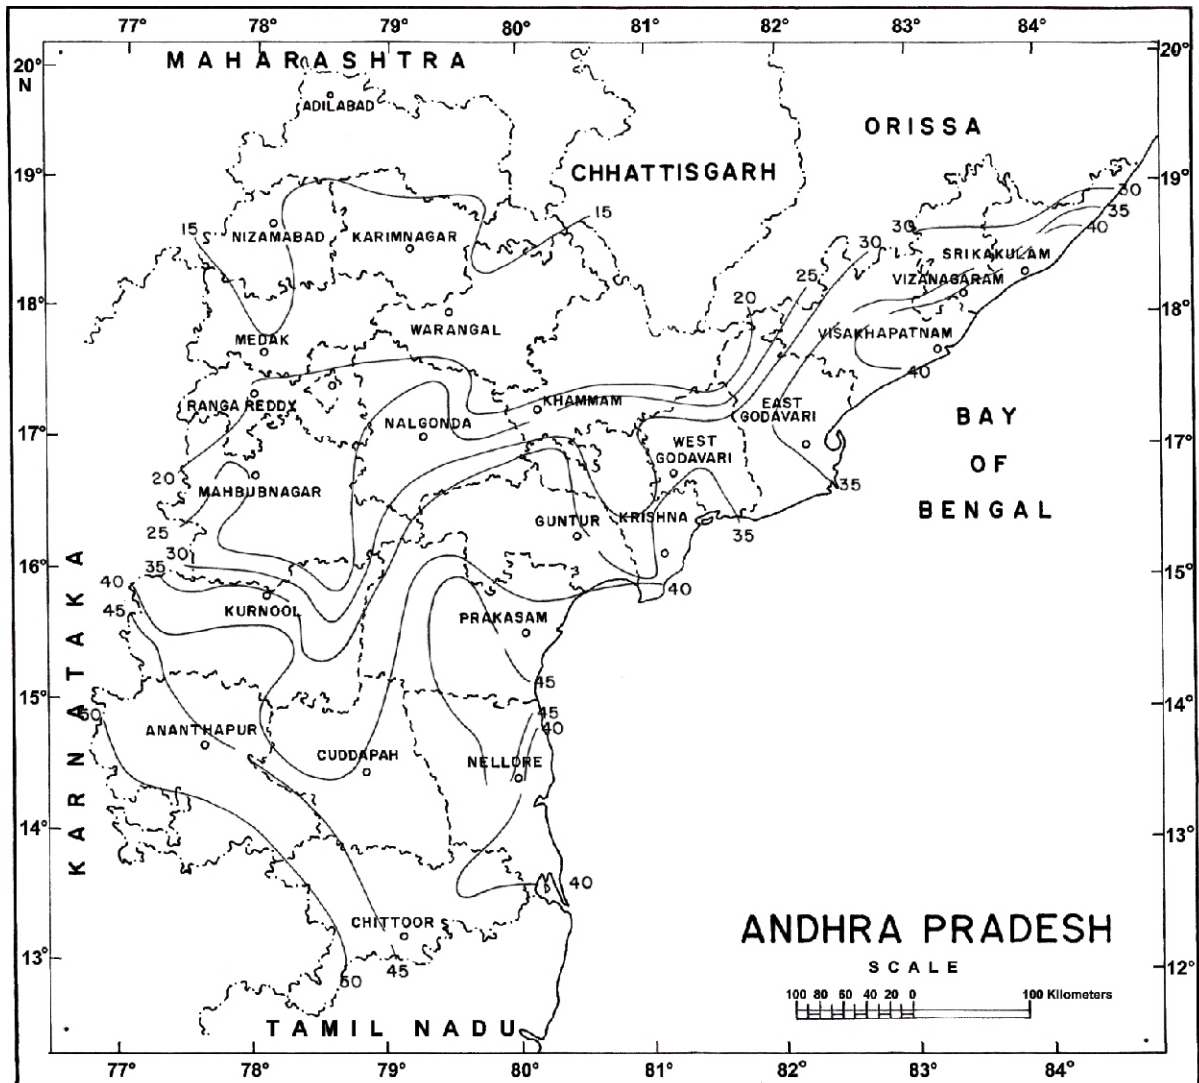 77° 78° 79° 80° 81° 82° 83° 84°
20° 20°
N
MAHARASHTRA
ADILABAD
ORISSA
CHHATTISGARH
19° 19°
30
15 15 35
NIZAMABAD KARIMNAGAR 30 40
30
SRIKAKULAM
25 VIZANAGARAM
18° 20 18°
WARANGAL VISAKHAPATNAM
MEDAK
40
RANGA REDDY KHAMMAM EAST
GODAVARI
NALGONDA BAY
17° WEST 17°
GODAVARI
OF
20 35
MAHBUBNAGAR BENGAL
GUNTUR KRISHNA
25 35
30
16° 35 15°
40 40
45 KURNOOL PRAKASAM
KARNATAKA
45
15° 14°
50 45
ANANTHAPUR 40
CUDDAPAH NELLORE
14° 13°
40
CHITTOOR ANDHRA PRADESH
13° 45 SCALE 12°
50
100 80 60 40 20 0 100 Kilometers
TAMIL NADU
77° 78° 79° 80° 81° 82° 83° 84°